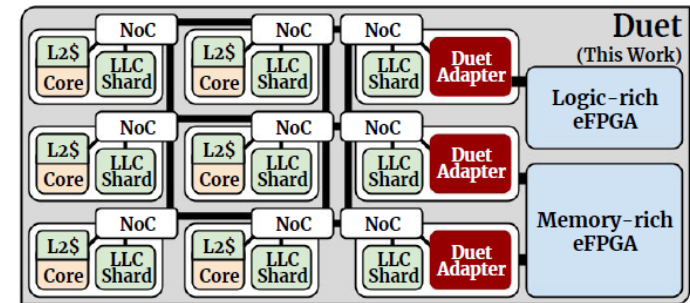 Duet
(This Work)
NoC
NoC
NoC
L2$
Core
LLC
Shard
L2$
Core
LLC
Shard
LLC
Shard
Duet
Adapter
Logic-rich
eFPGA
NoC
NoC
NoC
L2$
Core
LLC
Shard
L2$
Core
LLC
Shard
LLC
Shard
Duet
Adapter
Memory-rich
eFPGA
NoC
NoC
NoC
L2$
Core
LLC
Shard
L2$
Core
LLC
Shard
LLC
Shard
Duet
Adapter